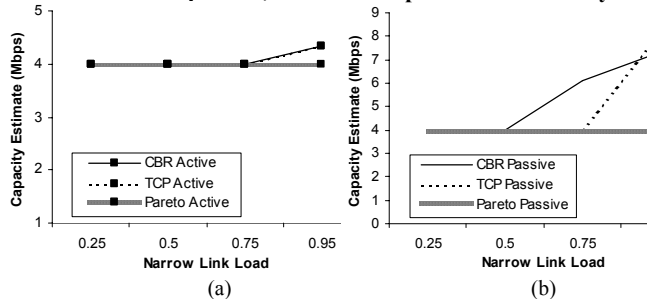 5
4
3
2
1
Capacity Estimate (Mbps)
CBR Active
TCP Active
Pareto Active
0.25 0.5 0.75 0.95
Narrow Link Load
(a)
9
8
7
6
5
4
3
2
1
0
Capacity Estimate (Mbps)
CBR Passive
TCP Passive
Pareto Passive
0.25 0.5 0.75
Narrow Link Load
(b)